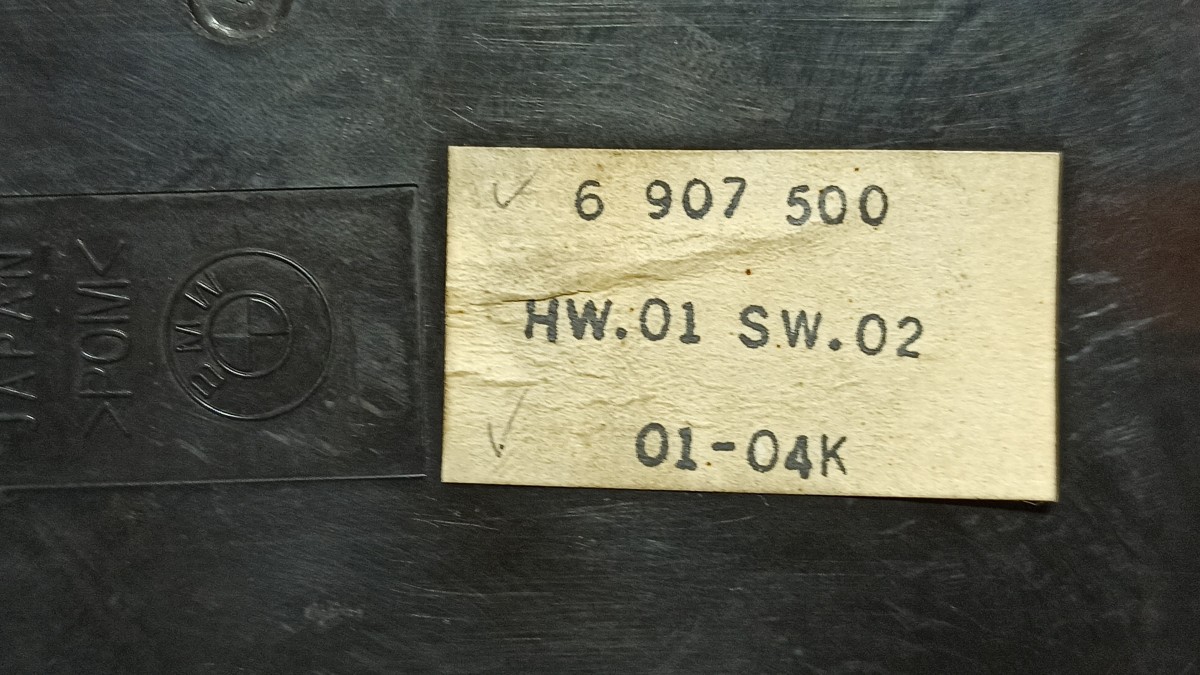 6 907 500
HW.01 SW.02
01-04K
JAPAN
>POM<
BMW